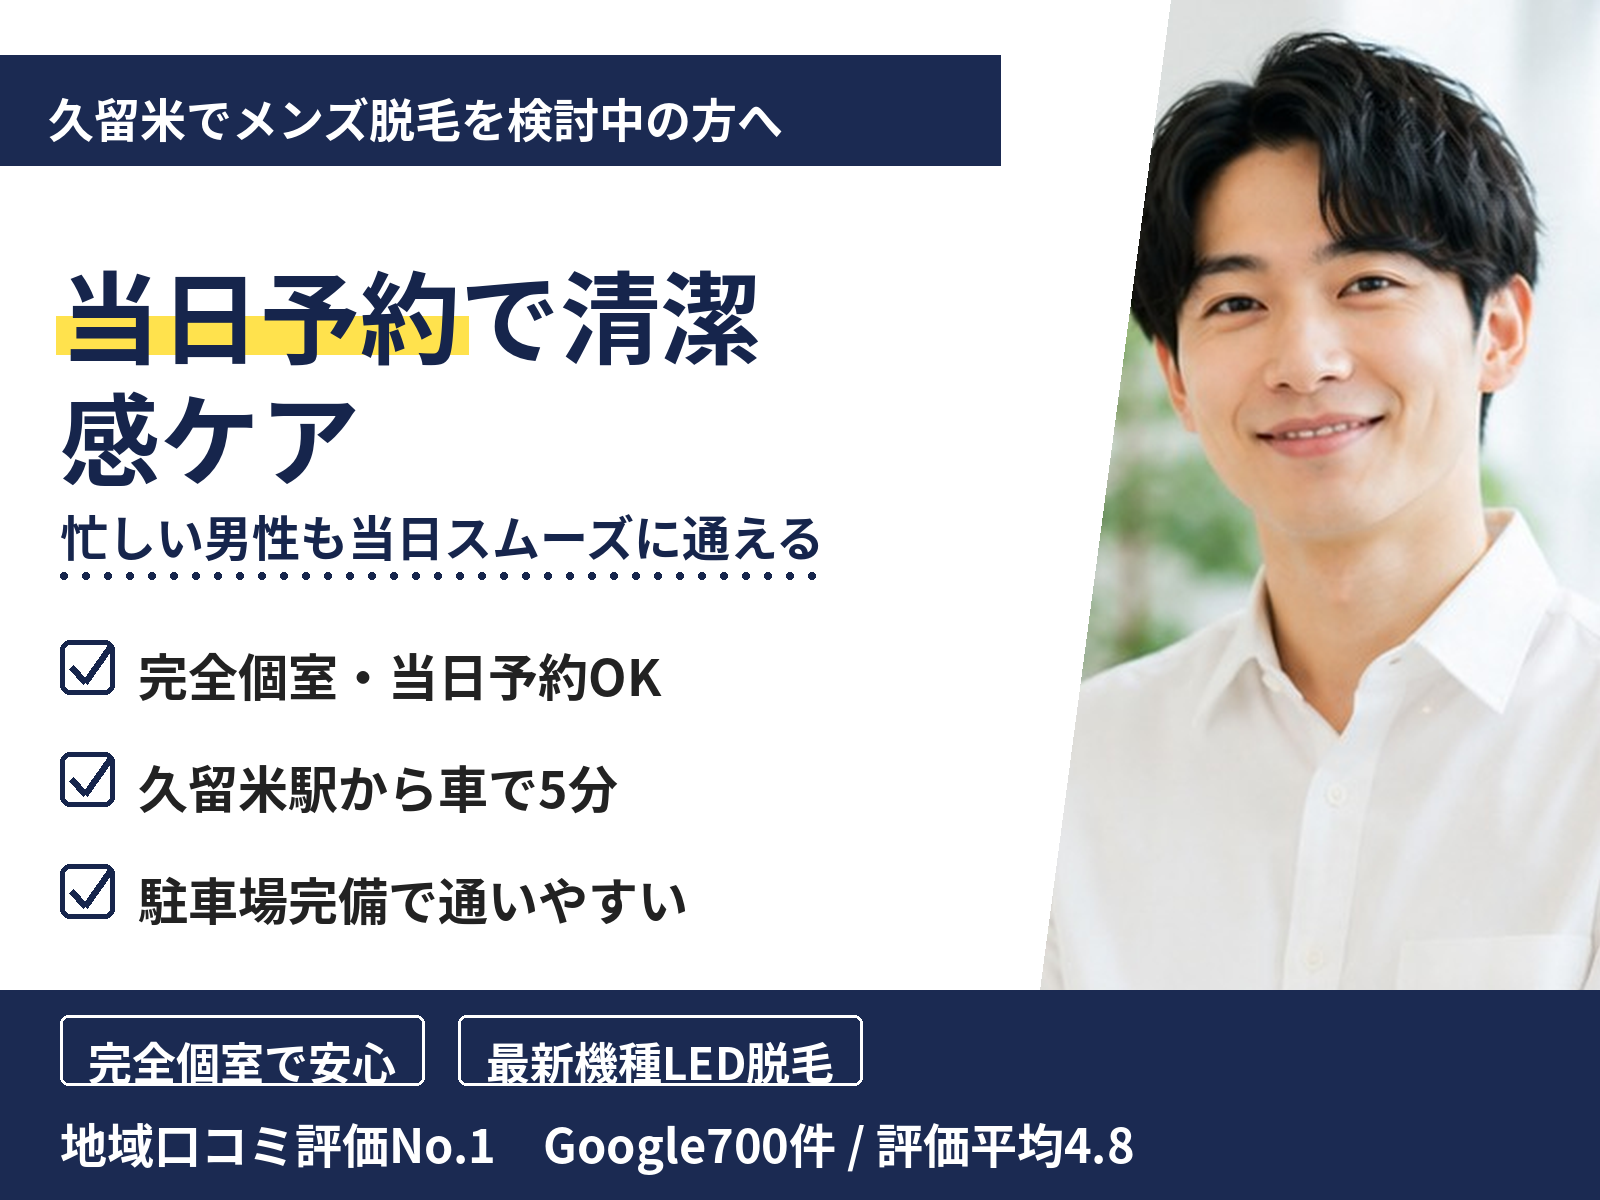 久留米でメンズ脱毛を検討中の方へ
当日予約で清潔
感ケア
忙しい男性も当日スムーズに通える
完全個室・当日予約OK
久留米駅から車で5分
駐車場完備で通いやすい
完全個室で安心
最新機種LED脱毛
地域口コミ評価No.1 Google700件 / 評価平均4.8